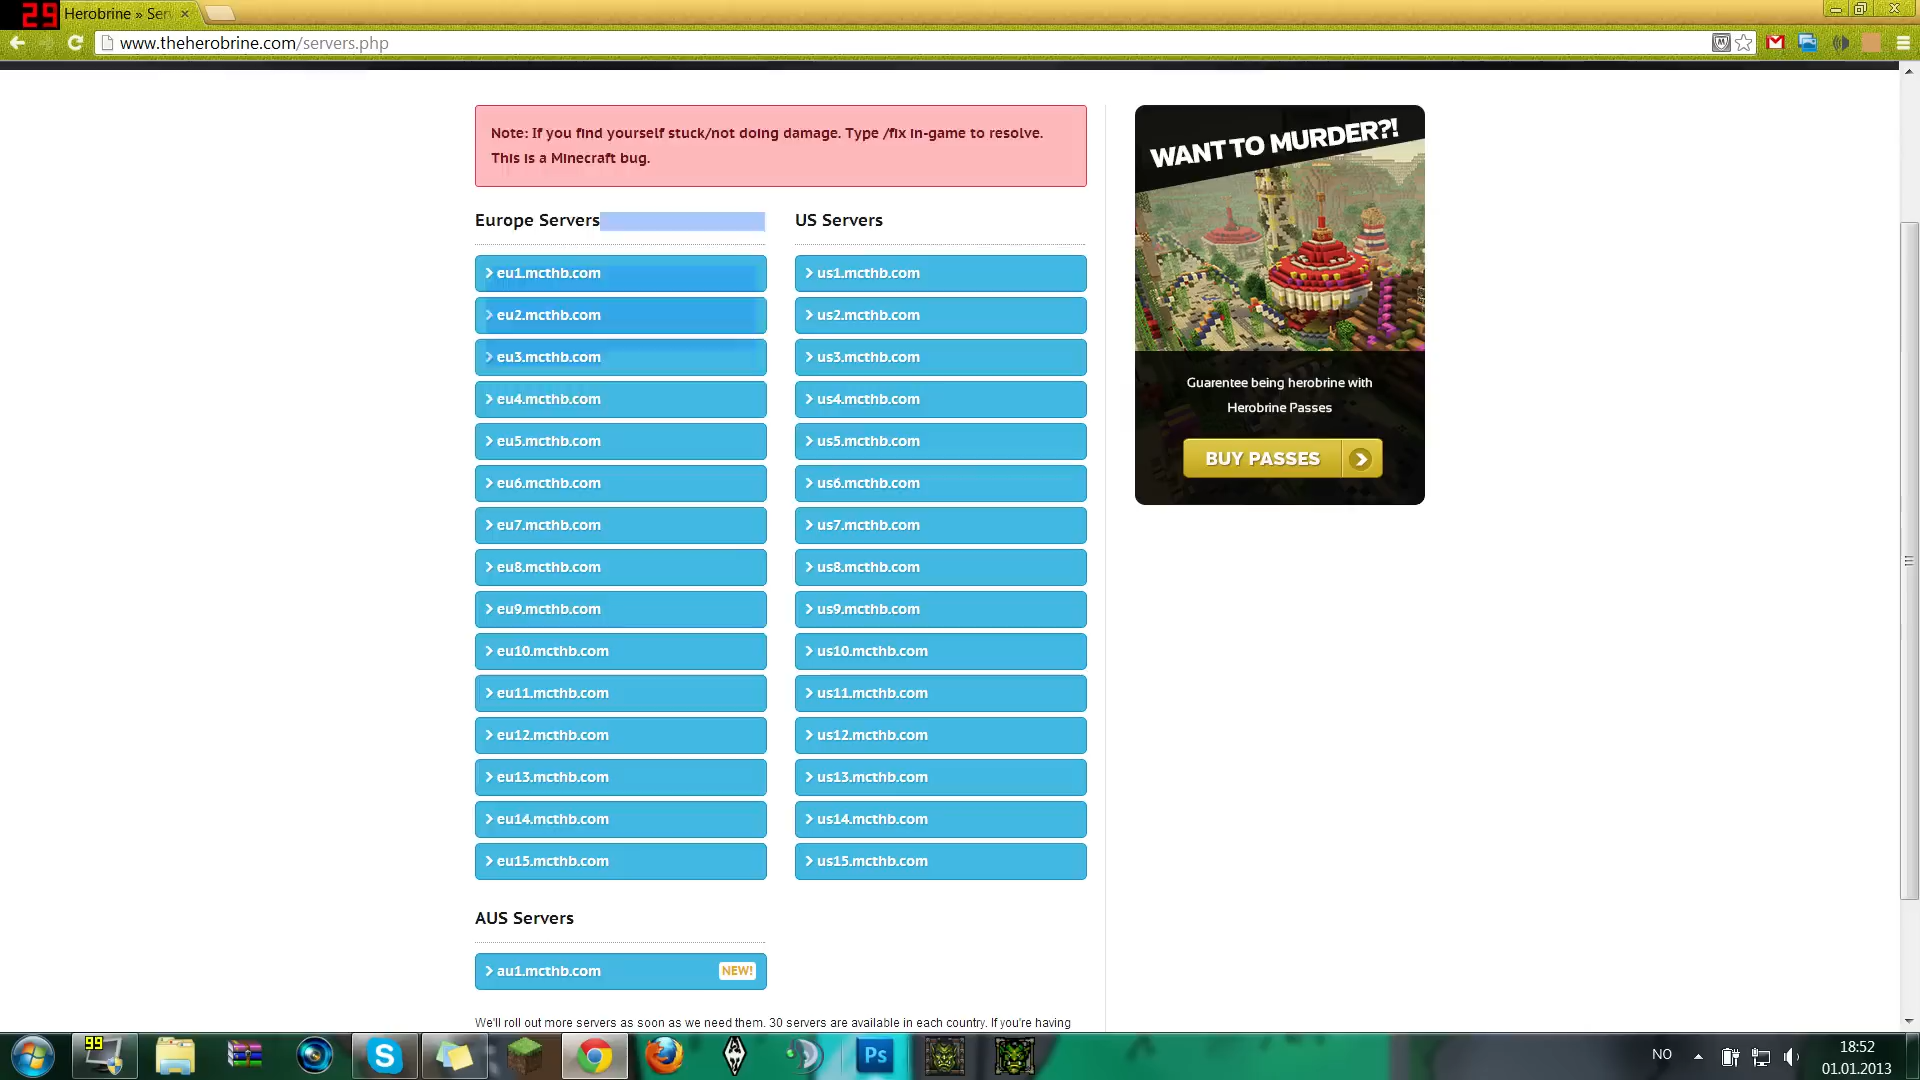 29
Herobrine » Ser
www.theherobrine.com/servers.php
Note: If you find yourself stuck/not doing damage. Type /fix in-game to resolve.
This is a Minecraft bug.
Europe Servers
eu1.mcthb.com
eu2.mcthb.com
eu3.mcthb.com
eu4.mcthb.com
eu5.mcthb.com
eu6.mcthb.com
eu7.mcthb.com
eu8.mcthb.com
eu9.mcthb.com
eu10.mcthb.com
eu11.mcthb.com
eu12.mcthb.com
eu13.mcthb.com
eu14.mcthb.com
eu15.mcthb.com
US Servers
us1.mcthb.com
us2.mcthb.com
us3.mcthb.com
us4.mcthb.com
us5.mcthb.com
us6.mcthb.com
us7.mcthb.com
us8.mcthb.com
us9.mcthb.com
us10.mcthb.com
us11.mcthb.com
us12.mcthb.com
us13.mcthb.com
us14.mcthb.com
us15.mcthb.com
AUS Servers
au1.mcthb.com NEW!
We'll roll out more servers as soon as we need them. 30 servers are available in each country. If you're having
WANT TO MURDER?!
Guarentee being herobrine with
Herobrine Passes
BUY PASSES
99
Ps
NO
18:52
01.01.2013